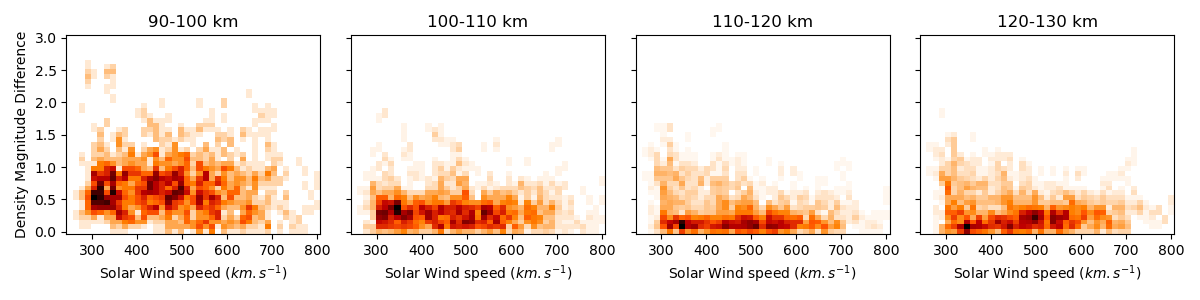 90-100 km
100-110 km
110-120 km
120-130 km
Density Magnitude Difference
3.0
2.5
2.0
1.5
1.0
0.5
0.0
300 400 500 600 700 800
300 400 500 600 700 800
300 400 500 600 700 800
300 400 500 600 700 800
Solar Wind speed (km.s⁻¹)
Solar Wind speed (km.s⁻¹)
Solar Wind speed (km.s⁻¹)
Solar Wind speed (km.s⁻¹)